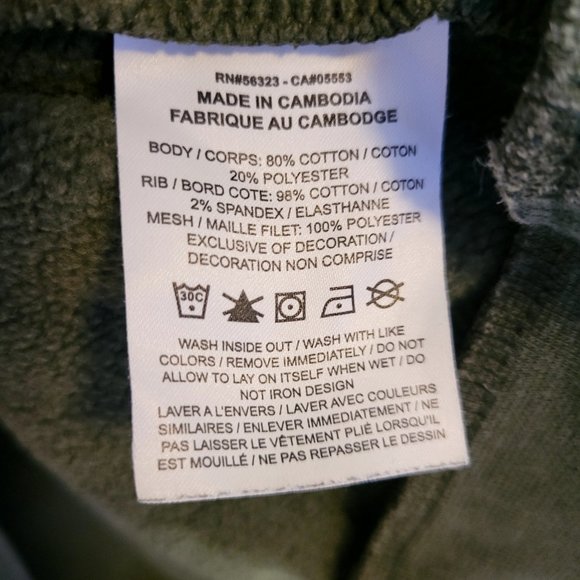 RN#56323 - CA#05553
MADE IN CAMBODIA
FABRIQUE AU CAMBODGE
BODY / CORPS: 80% COTTON / COTON
20% POLYESTER
RIB / BORD COTE: 98% COTTON / COTON
2% SPANDEX / ELASTHANNE
MESH / MAILLE FILET: 100% POLYESTER
EXCLUSIVE OF DECORATION /
DECORATION NON COMPRISE
30C
WASH INSIDE OUT / WASH WITH LIKE
COLORS / REMOVE IMMEDIATELY / DO NOT
ALLOW TO LAY ON ITSELF WHEN WET / DO
NOT IRON DESIGN
LAVER A L'ENVERS / LAVER AVEC COULEURS
SIMILAIRES / ENLEVER IMMEDIATEMENT / NE
PAS LAISSER LE VÊTEMENT PLIÉ LORSQU'IL
EST MOUILLÉ / NE PAS REPASSER LE DESSIN